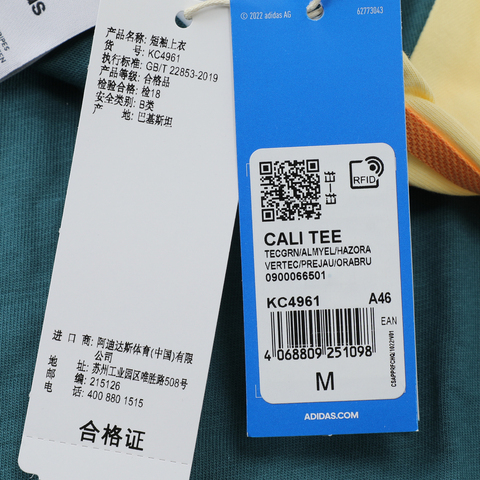 产品名称: 短袖上衣
货 号: KC4961
执行标准: GB/T 22853-2019
产品等级: 合格品
检验合格: 检18
安全类别: B类
产 地: 巴基斯坦
进 口 商: 阿迪达斯体育(中国)有限公司
地 址: 苏州工业园区唯胜路508号
邮 编: 215126
电 话: 400 880 1515
合格证
© 2022 adidas AG
62773043
RFID
CALI TEE
TECGRN/ALMYEL/HAZORA
VERTEC/PREJAU/ORABRU
0900066501
KC4961 A46
EAN
4 068809 251098
M
ADIDAS.COM